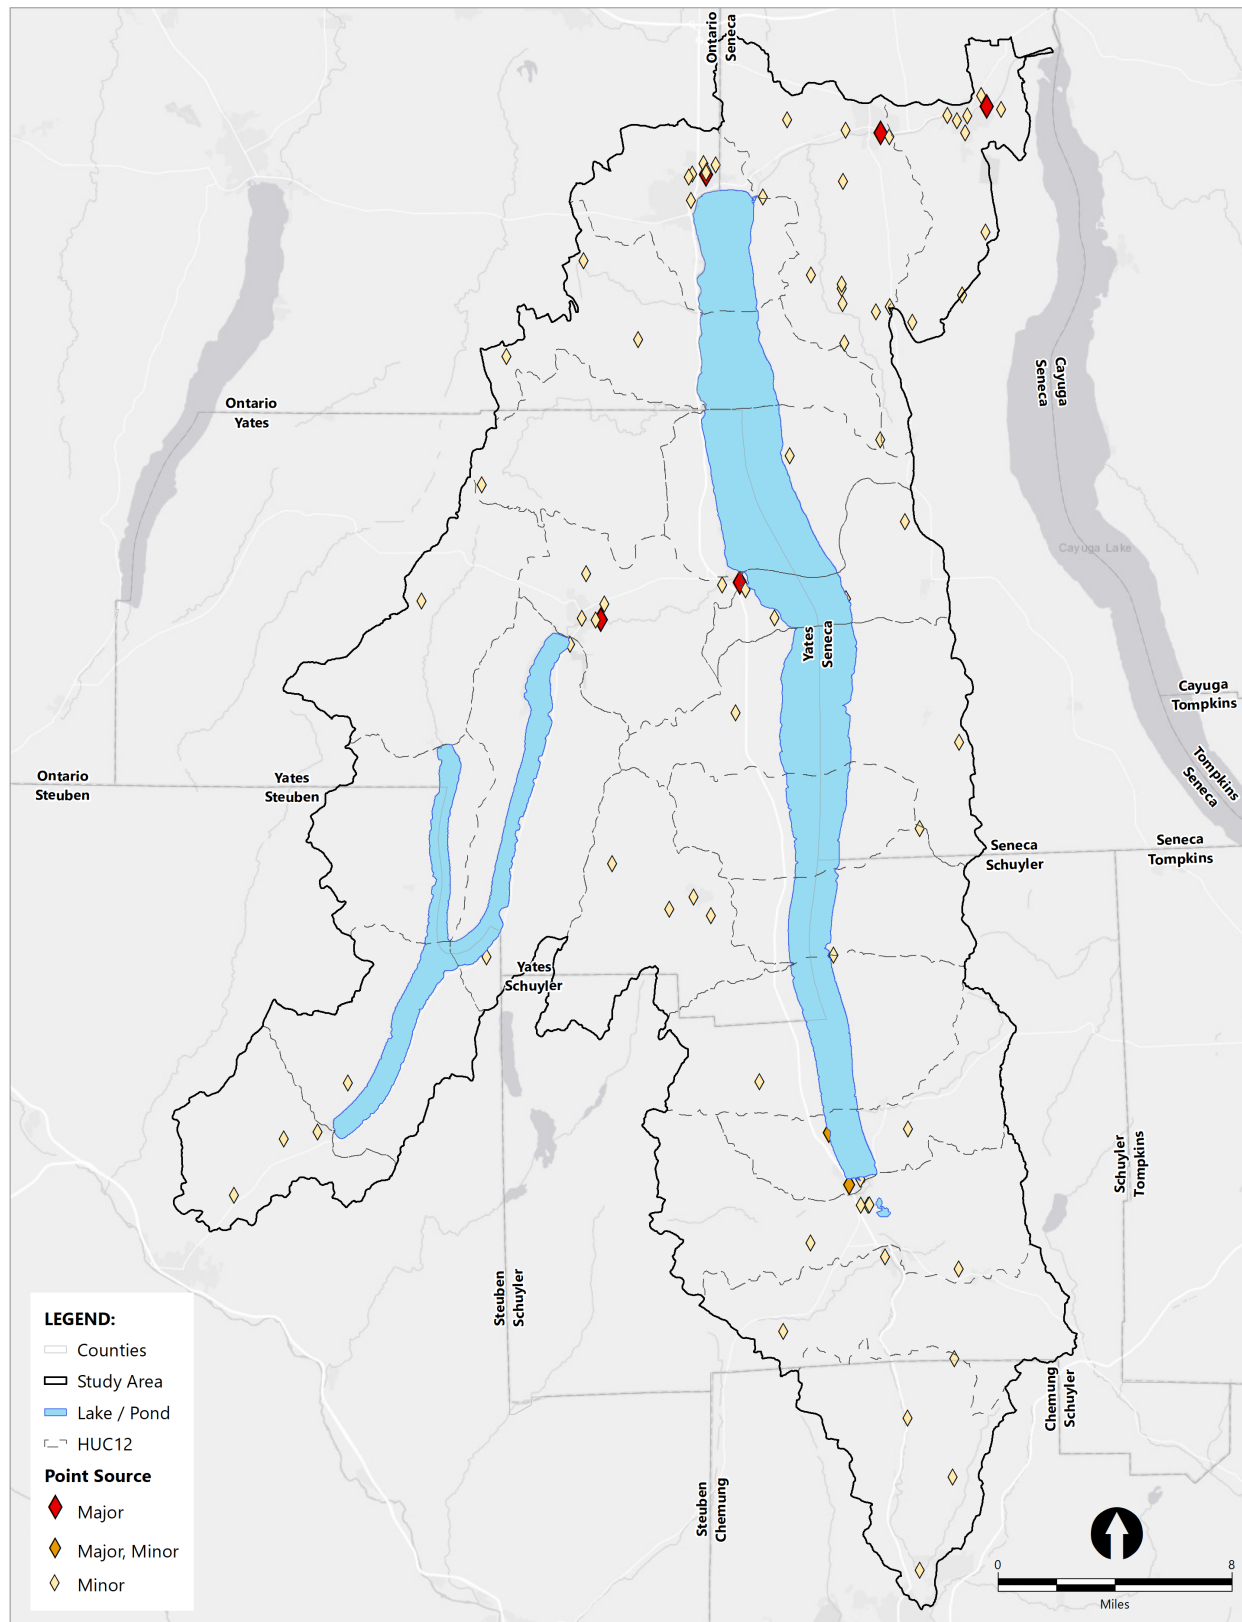 Ontario
Seneca
Cayuga
Seneca
Ontario
Yates
Cayuga Lake
Yates
Seneca
Cayuga
Tompkins
Tompkins
Seneca
Ontario
Steuben
Yates
Steuben
Seneca
Schuyler
Seneca
Tompkins
Yates
Schuyler
Schuyler
Tompkins
Steuben
Schuyler
Chemung
Schuyler
Steuben
Chemung
LEGEND:
Counties
Study Area
Lake / Pond
HUC12
Point Source
Major
Major, Minor
Minor
0 8
Miles